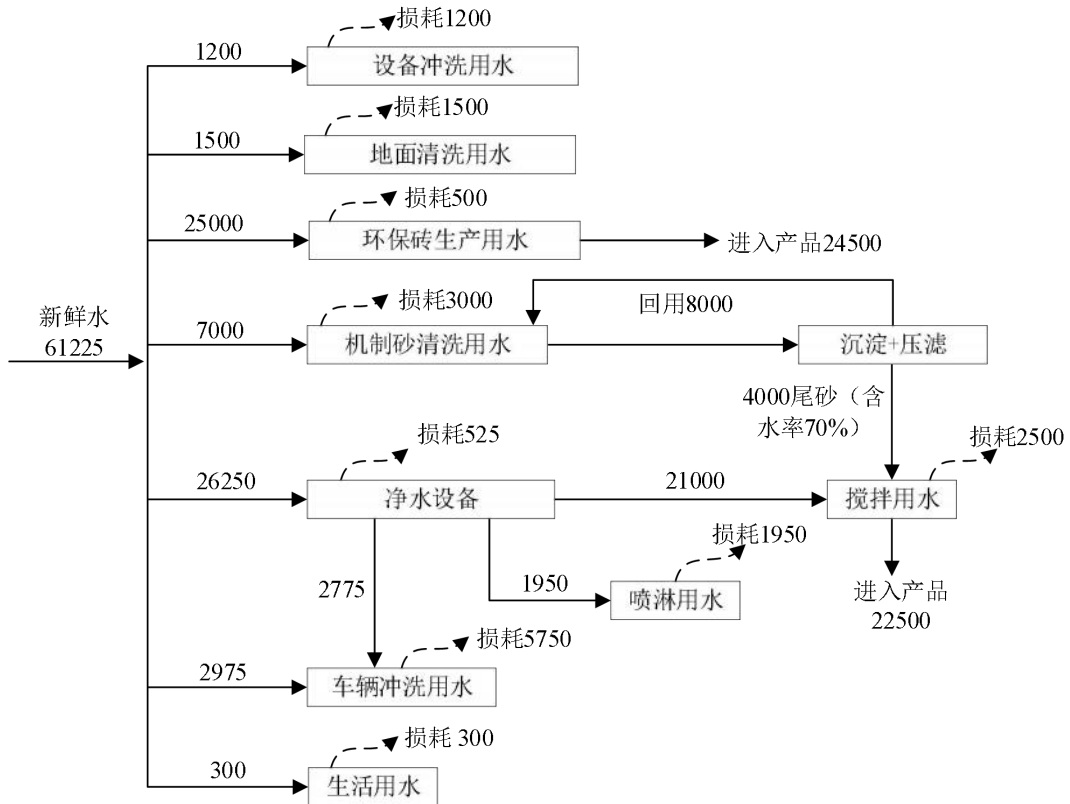 损耗1200
1200
设备冲洗用水
损耗1500
1500
地面清洗用水
损耗500
25000
环保砖生产用水
进入产品24500
新鲜水
61225
损耗3000
7000
机制砂清洗用水
回用8000
沉淀+压滤
4000尾砂（含
水率70%）
损耗525
26250
净水设备
21000
损耗2500
搅拌用水
进入产品
22500
2775
1950
损耗1950
喷淋用水
损耗5750
2975
车辆冲洗用水
损耗 300
300
生活用水